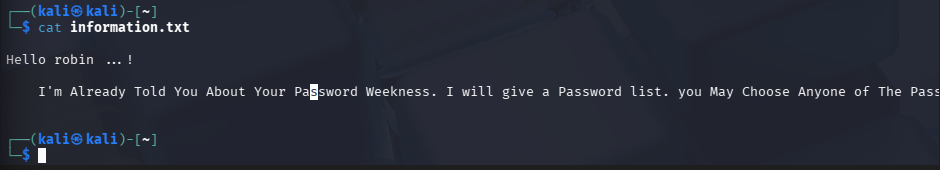 ┌──(kali㉿kali)-[~]
└─$ cat information.txt
Hello robin ...!
I'm Already Told You About Your Password Weekness. I will give a Password list. you May Choose Anyone of The Pass
┌──(kali㉿kali)-[~]
└─$